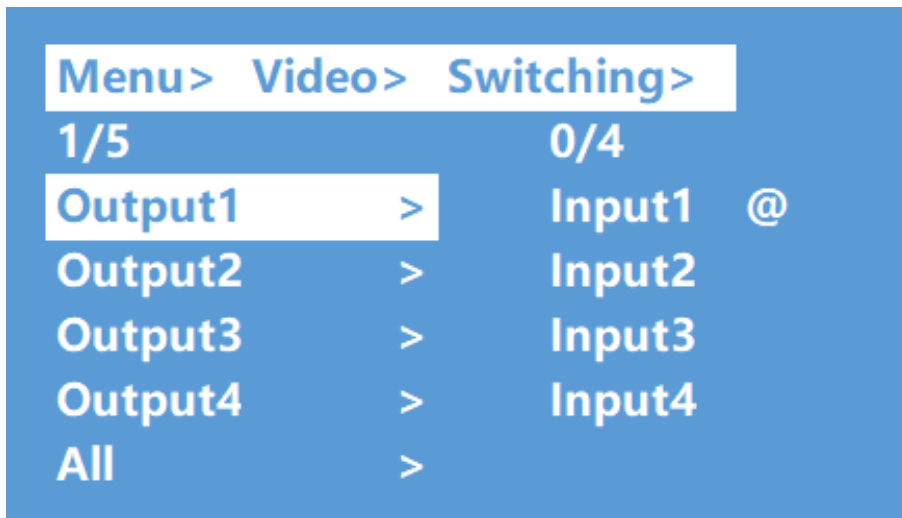 Menu> Video> Switching>
1/5 0/4
Output1 > Input1 @
Output2 > Input2
Output3 > Input3
Output4 > Input4
All >